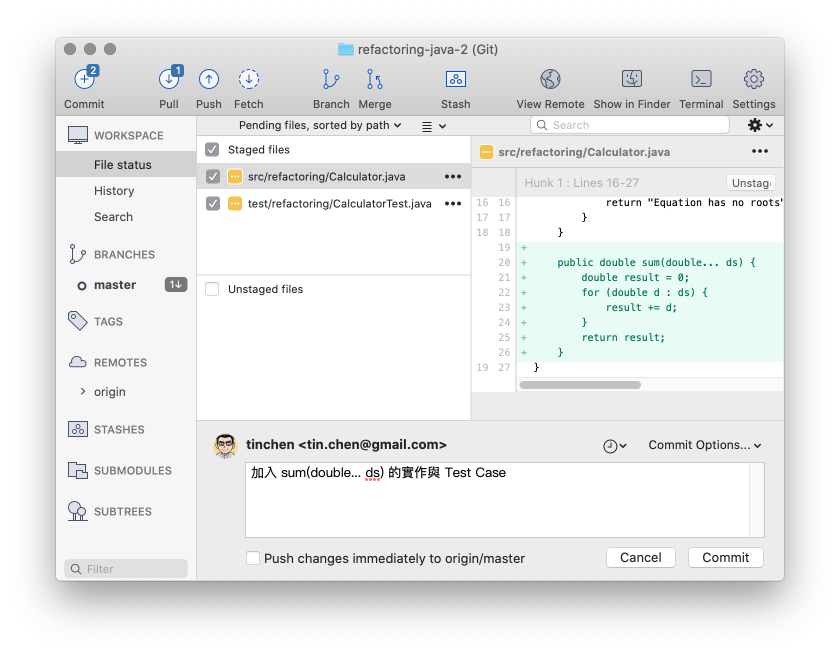 refactoring-java-2 (Git)
2
1
Commit
Pull
Push
Fetch
Branch
Merge
Stash
View Remote
Show in Finder
Terminal
Settings
WORKSPACE
File status
History
Search
BRANCHES
master
1↓
TAGS
REMOTES
origin
STASHES
SUBMODULES
SUBTREES
Filter
Pending files, sorted by path
Search
Staged files
src/refactoring/Calculator.java
test/refactoring/CalculatorTest.java
Unstaged files
src/refactoring/Calculator.java
Hunk 1 : Lines 16-27
Unstag
16 16 return "Equation has no roots"
17 17 }
18 18 }
19 +
20 + public double sum(double... ds) {
21 + double result = 0;
22 + for (double d : ds) {
23 + result += d;
24 + }
25 + return result;
26 + }
19 27 }
tinchen <tin.chen@gmail.com>
Commit Options...
加入 sum(double... ds) 的實作與 Test Case
Push changes immediately to origin/master
Cancel
Commit